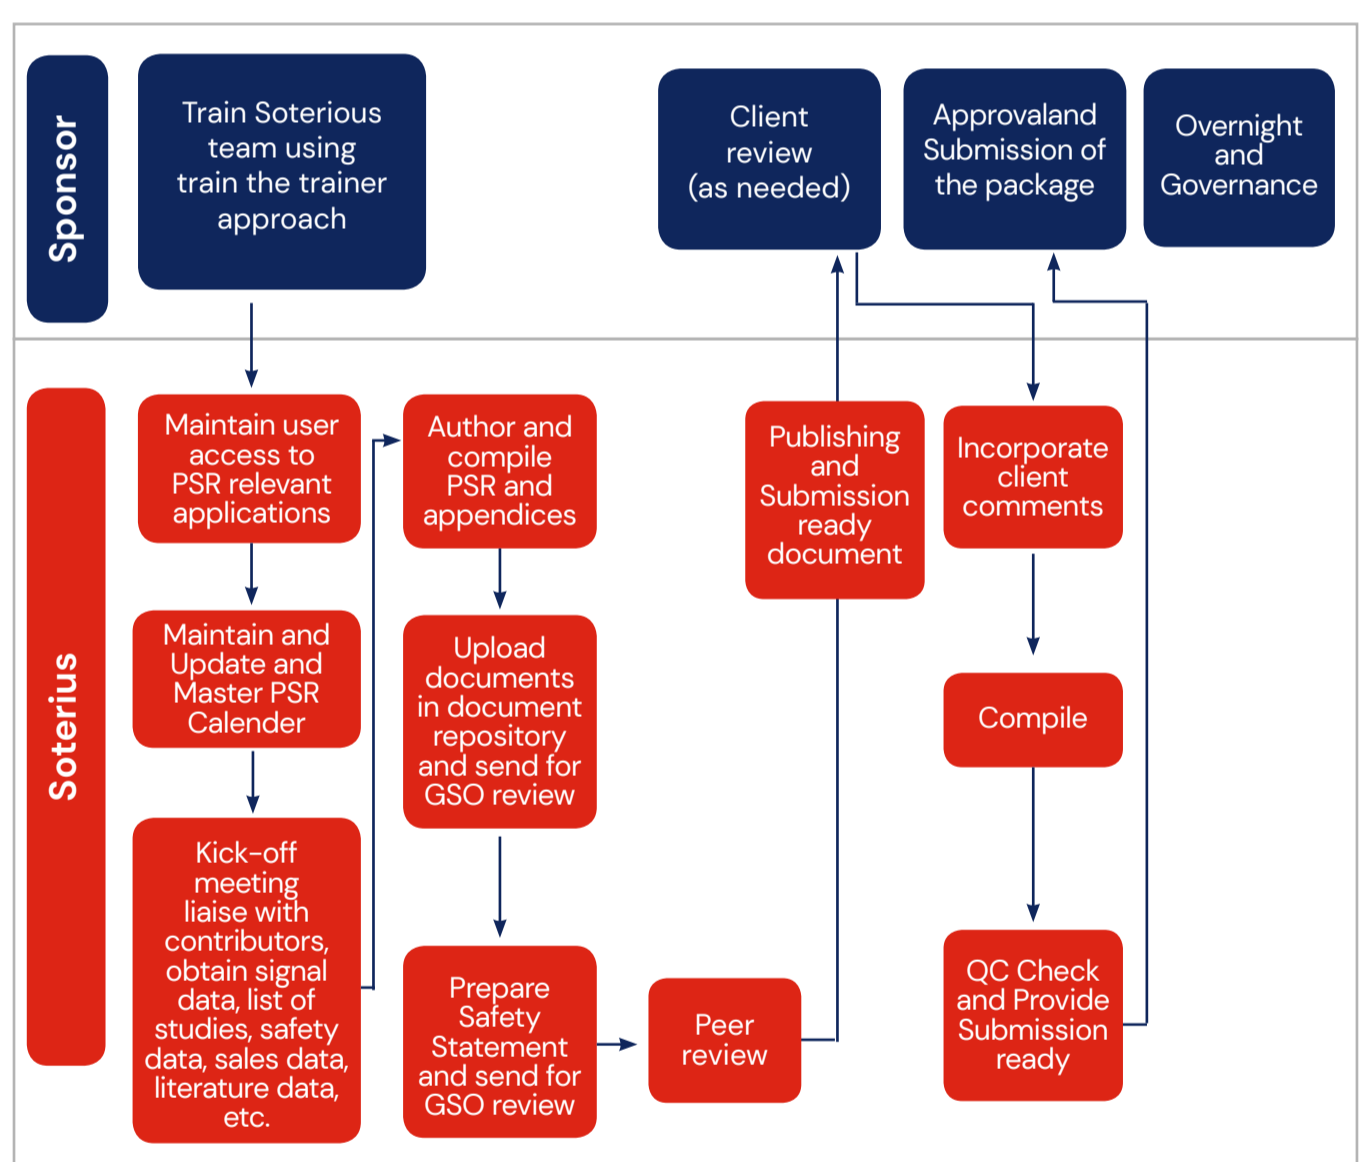 Sponsor
Train Soterious
team using
train the trainer
approach
Client
review
(as needed)
Approvaland
Submission of
the package
Overnight
and
Governance
Soterius
Maintain user
access to
PSR relevant
applications
Maintain and
Update and
Master PSR
Calender
Kick-off
meeting
liaise with
contributors,
obtain signal
data, list of
studies, safety
data, sales data,
literature data,
etc.
Author and
compile
PSR and
appendices
Upload
documents
in document
repository
and send for
GSO review
Prepare
Safety
Statement
and send for
GSO review
Peer
review
Publishing
and
Submission
ready
document
Incorporate
client
comments
Compile
QC Check
and Provide
Submission
ready